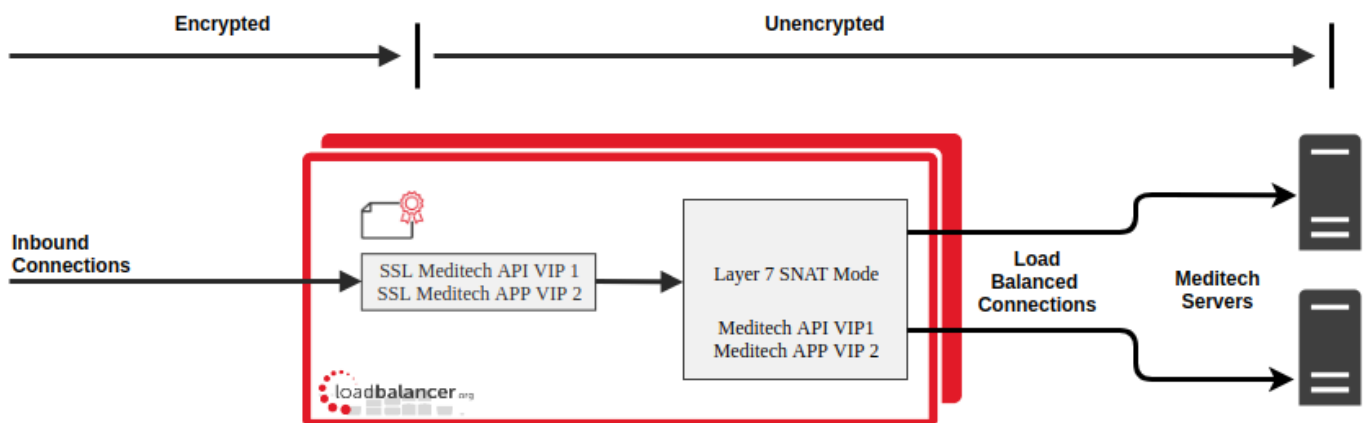 Encrypted
Unencrypted
Inbound
Connections
SSL Meditech API VIP 1
SSL Meditech APP VIP 2
Layer 7 SNAT Mode
Meditech API VIP1
Meditech APP VIP 2
Load
Balanced
Connections
Meditech
Servers
loadbalancer.org